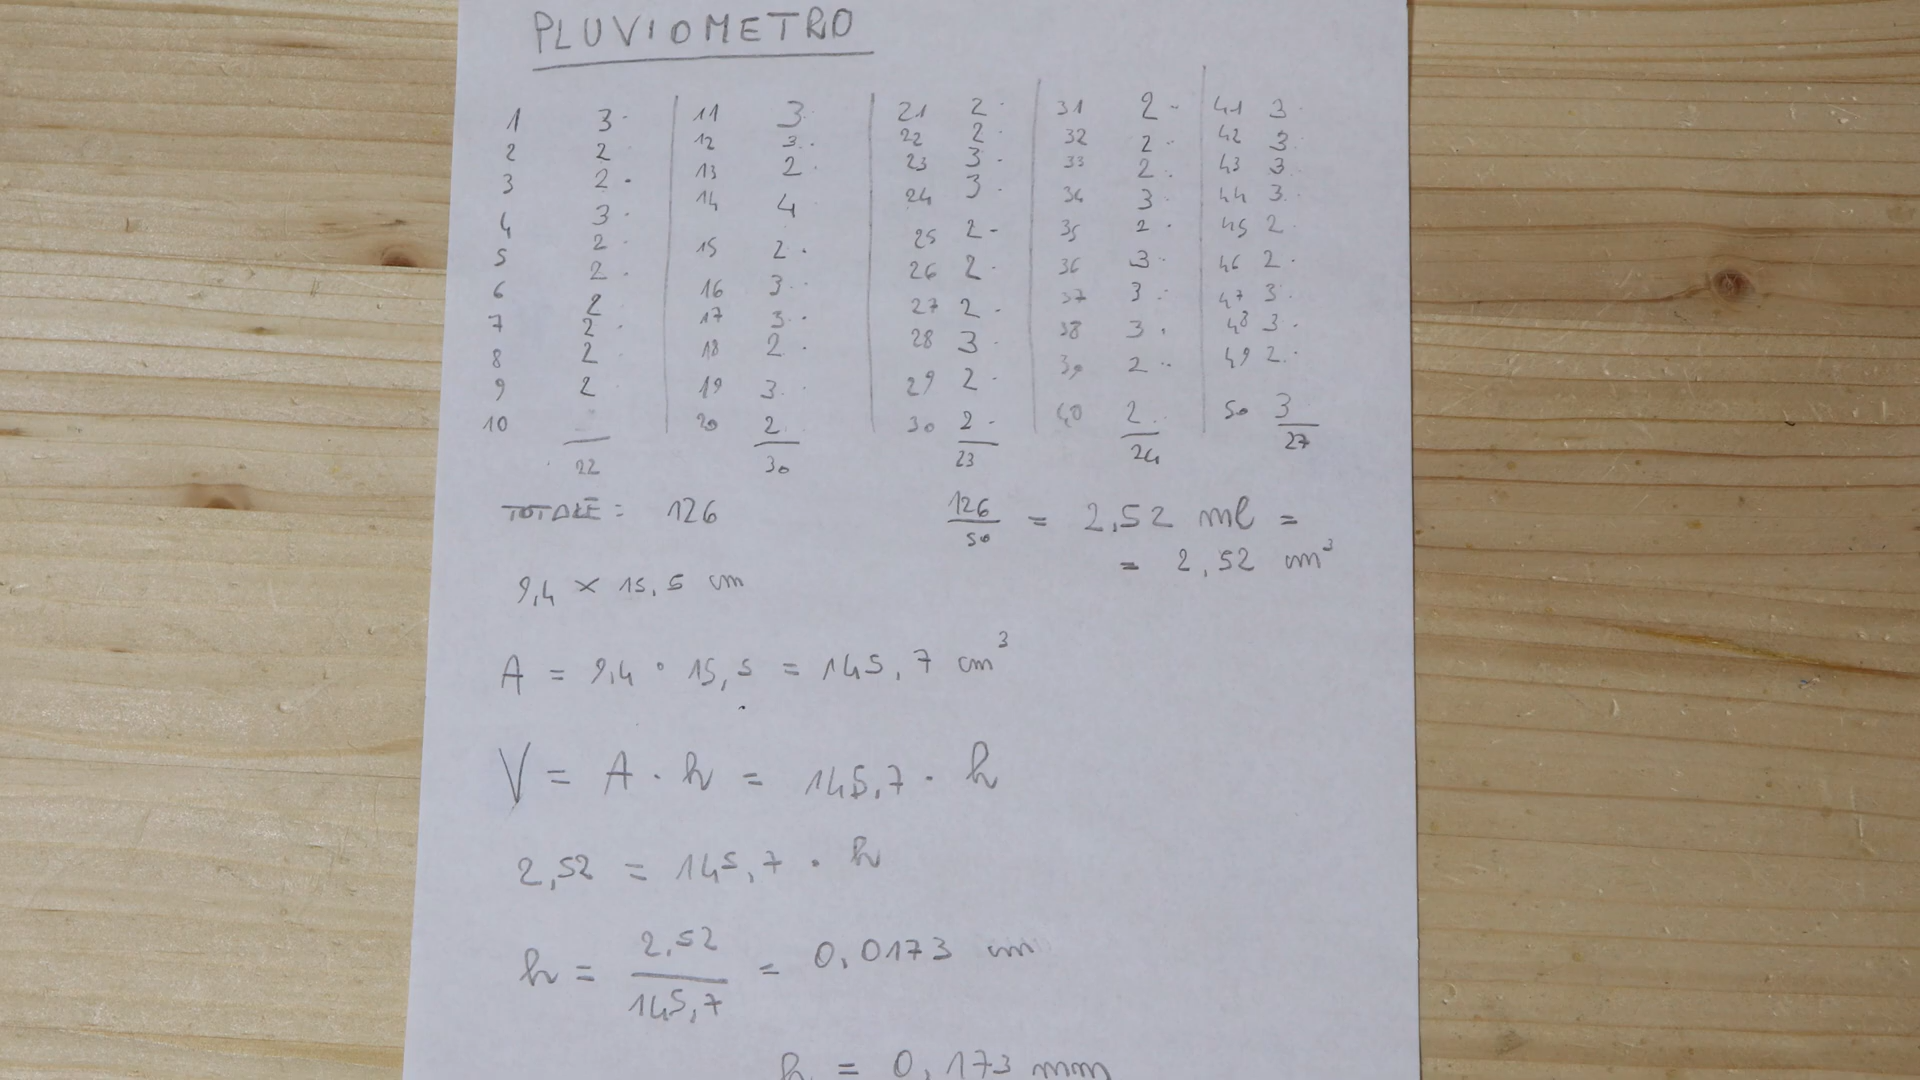 PLUVIOMETRO
1 3 11 3 21 2 31 2 41 3
2 2 12 3 22 2 32 2 42 3
3 2 13 2 23 3 33 2 43 3
4 3 14 4 24 3 34 3 44 3
5 2 15 2 25 2 35 2 45 2
6 2 16 3 26 2 36 3 46 2
7 2 17 3 27 2 37 3 47 3
8 2 18 2 28 3 38 3 48 3
9 2 19 3 29 2 39 2 49 2
10 2 20 2 30 2 40 2 50 3
22 30 23 24 27
TOTALE = 126
126/50 = 2,52 ml =
= 2,52 cm³
9,4 × 15,5 cm
A = 9,4 · 15,5 = 145,7 cm³
V = A · h = 145,7 · h
2,52 = 145,7 · h
h = 2,52/145,7 = 0,0173 cm
h = 0,173 mm